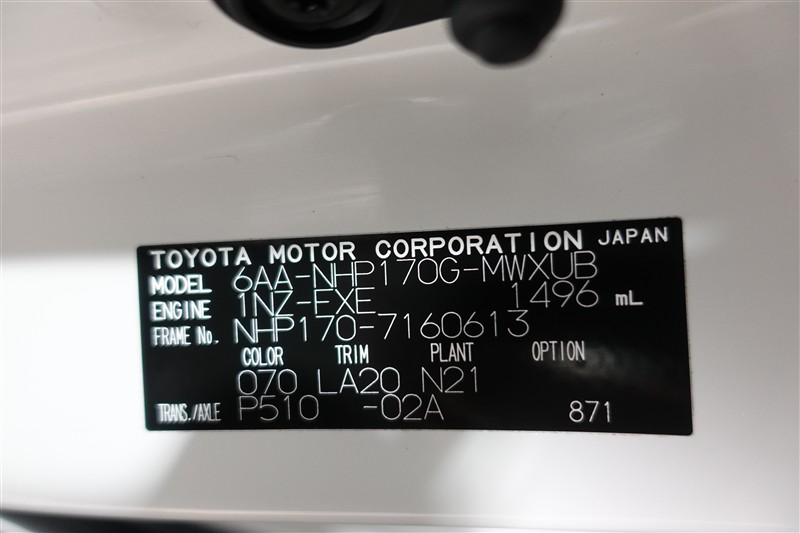 TOYOTA MOTOR CORPORATION JAPAN
MODEL 6AA-NHP170G-MWXUB
ENGINE 1NZ-FXE 1496 mL
FRAME No. NHP170-7160613
COLOR TRIM PLANT OPTION
070 LA20 N21
TRANS./AXLE P510 -02A 871